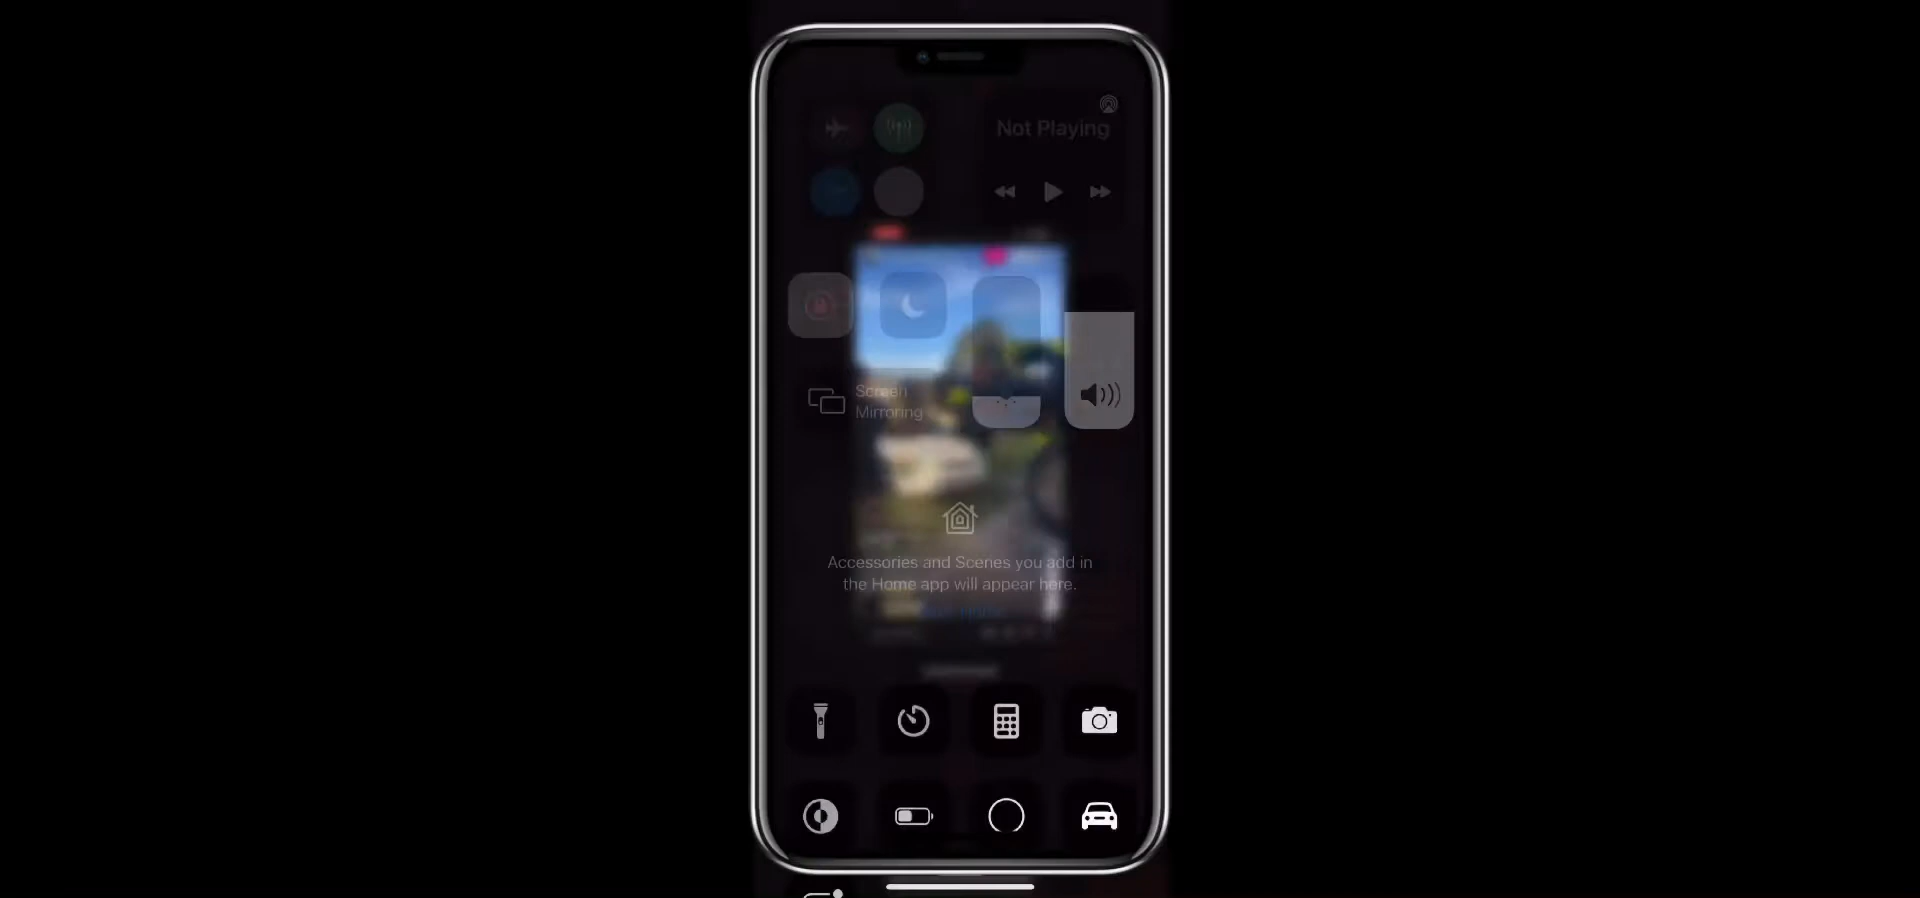 Not Playing
Screen
Mirroring
Accessories and Scenes you add in
the Home app will appear here.